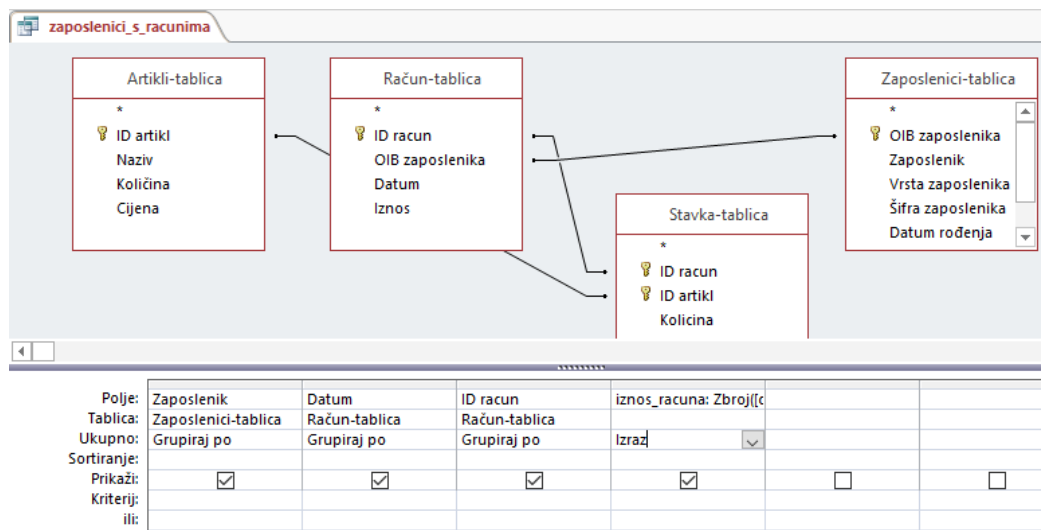 zaposlenici_s_racunima
Artikli-tablica
*
ID artikl
Naziv
Količina
Cijena
Račun-tablica
*
ID racun
OIB zaposlenika
Datum
Iznos
Zaposlenici-tablica
*
OIB zaposlenika
Zaposlenik
Vrsta zaposlenika
Šifra zaposlenika
Datum rođenja
Stavka-tablica
*
ID racun
ID artikl
Kolicina
Polje: Zaposlenik Datum ID racun iznos_racuna: Zbroj([c
Tablica: Zaposlenici-tablica Račun-tablica Račun-tablica
Ukupno: Grupiraj po Grupiraj po Grupiraj po Izraz
Sortiranje:
Prikaži:
Kriterij:
ili: